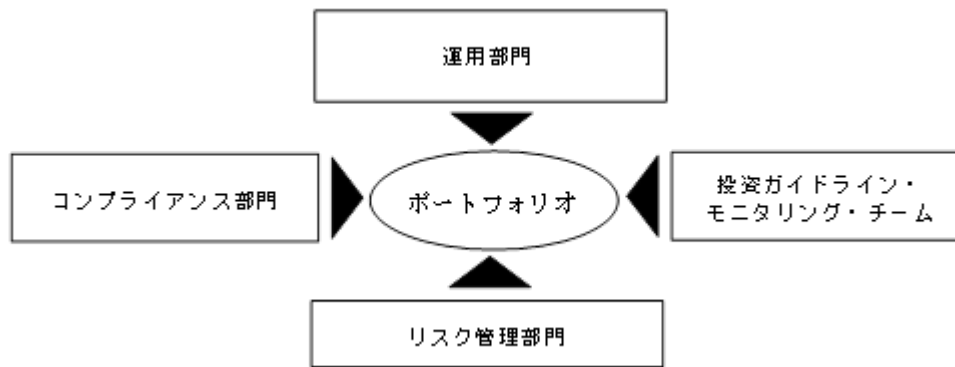 運用部門
コンプライアンス部門
ポートフォリオ
投資ガイドライン・
モニタリング・チーム
リスク管理部門